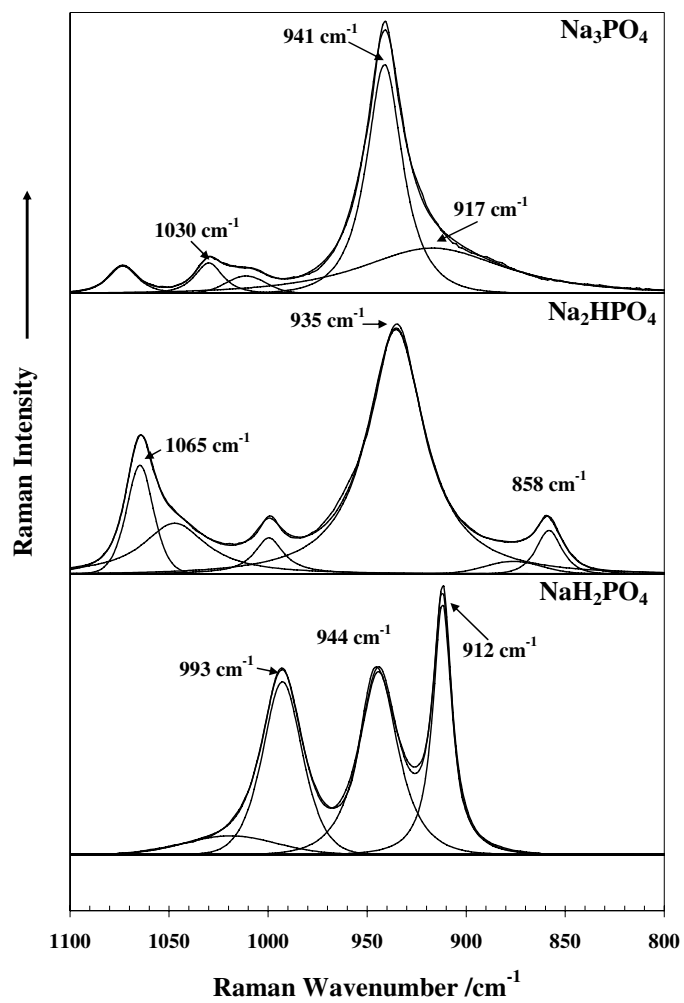 Na₃PO₄
941 cm⁻¹
917 cm⁻¹
1030 cm⁻¹
Na₂HPO₄
935 cm⁻¹
1065 cm⁻¹
858 cm⁻¹
NaH₂PO₄
944 cm⁻¹
912 cm⁻¹
993 cm⁻¹
Raman Intensity
1100 1050 1000 950 900 850 800
Raman Wavenumber /cm⁻¹